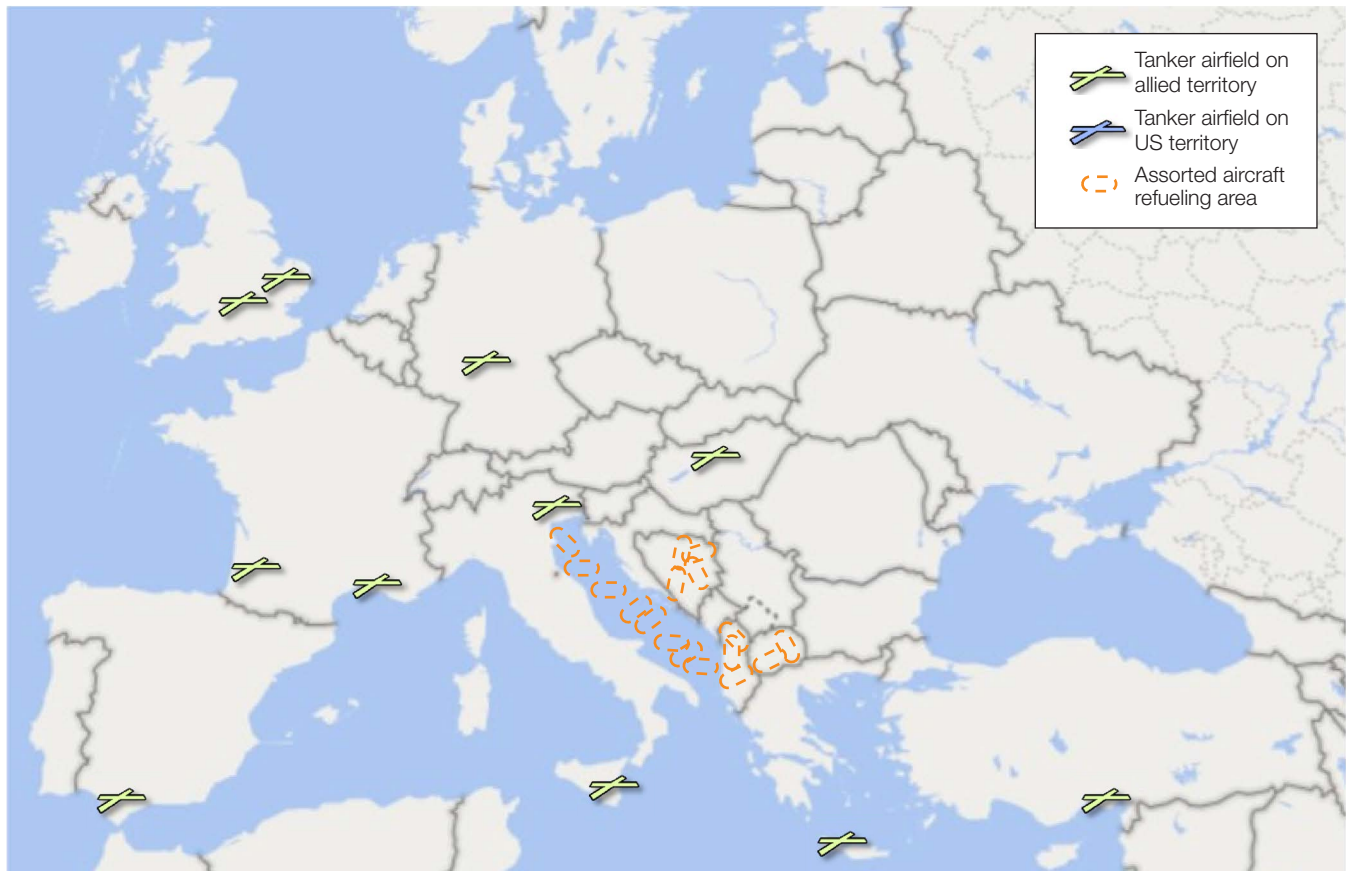 Tanker airfield on
allied territory
Tanker airfield on
US territory
Assorted aircraft
refueling area